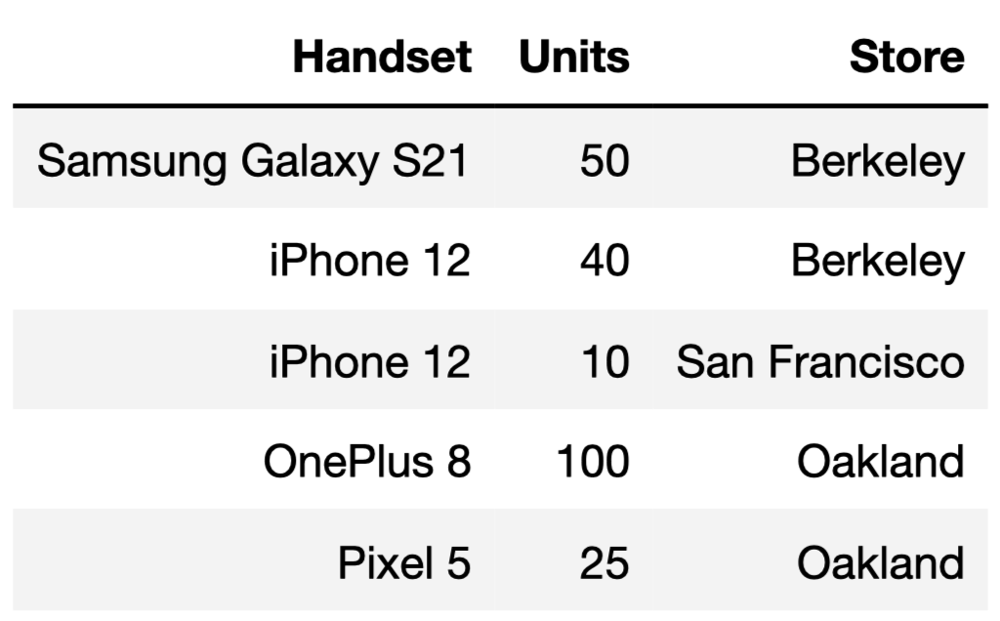 Handset Units Store
Samsung Galaxy S21 50 Berkeley
iPhone 12 40 Berkeley
iPhone 12 10 San Francisco
OnePlus 8 100 Oakland
Pixel 5 25 Oakland